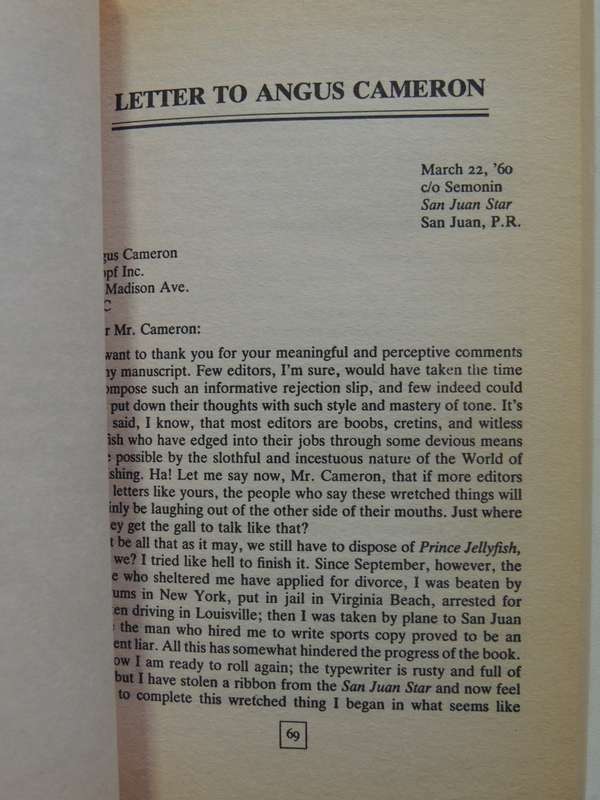 LETTER TO ANGUS CAMERON
March 22, '60
c/o Semonin
San Juan Star
San Juan, P.R.
gus Cameron
opf Inc.
Madison Ave.
C
r Mr. Cameron:
want to thank you for your meaningful and perceptive comments
ny manuscript. Few editors, I'm sure, would have taken the time
ompose such an informative rejection slip, and few indeed could
put down their thoughts with such style and mastery of tone. It's
said, I know, that most editors are boobs, cretins, and witless
fish who have edged into their jobs through some devious means
e possible by the slothful and incestuous nature of the World of
ishing. Ha! Let me say now, Mr. Cameron, that if more editors
letters like yours, the people who say these wretched things will
inly be laughing out of the other side of their mouths. Just where
ey get the gall to talk like that?
t be all that as it may, we still have to dispose of Prince Jellyfish,
we? I tried like hell to finish it. Since September, however, the
e who sheltered me have applied for divorce, I was beaten by
ums in New York, put in jail in Virginia Beach, arrested for
en driving in Louisville; then I was taken by plane to San Juan
e the man who hired me to write sports copy proved to be an
ent liar. All this has somewhat hindered the progress of the book.
ow I am ready to roll again; the typewriter is rusty and full of
but I have stolen a ribbon from the San Juan Star and now feel
to complete this wretched thing I began in what seems like
69